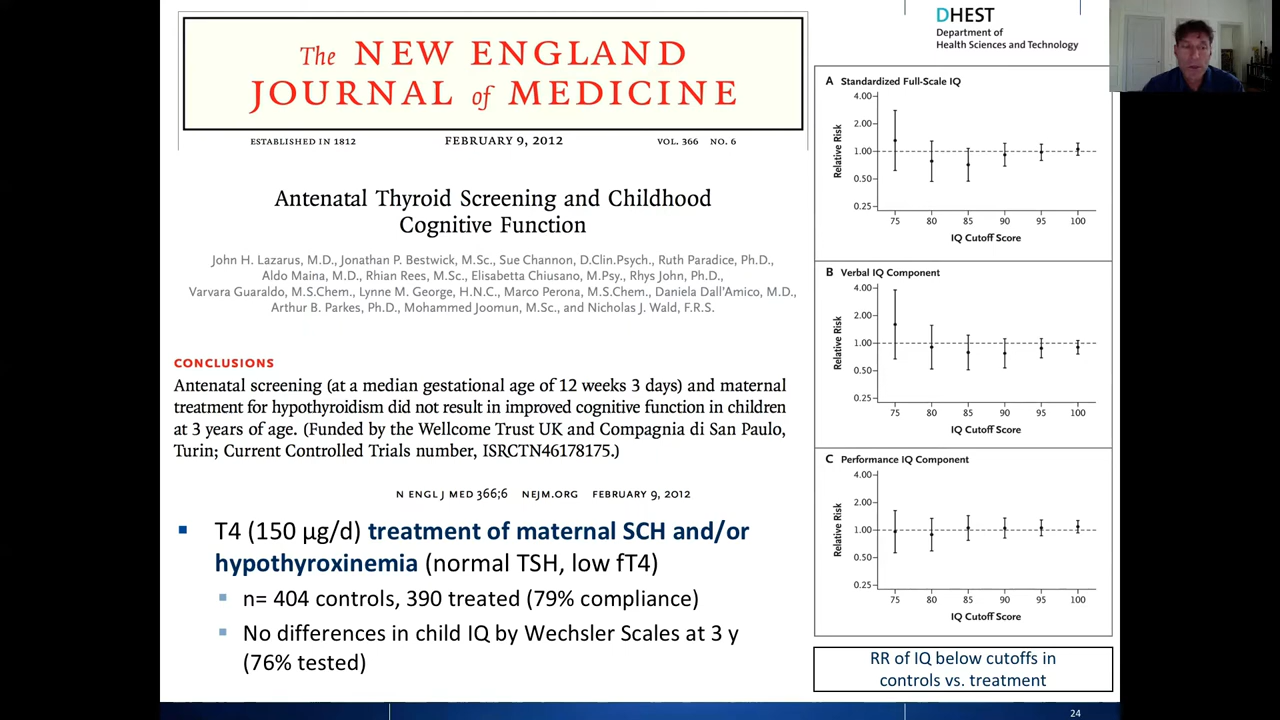 The NEW ENGLAND
JOURNAL of MEDICINE
ESTABLISHED IN 1812
FEBRUARY 9, 2012
VOL. 366 NO. 6
Antenatal Thyroid Screening and Childhood
Cognitive Function
John H. Lazarus, M.D., Jonathan P. Bestwick, M.Sc., Sue Channon, D.Clin.Psych., Ruth Paradice, Ph.D.,
Aldo Maina, M.D., Rhian Rees, M.Sc., Elisabetta Chiusano, M.Psy., Rhys John, Ph.D.,
Varvara Guaraldo, M.S.Chem., Lynne M. George, H.N.C., Marco Perona, M.S.Chem., Daniela Dall'Amico, M.D.,
Arthur B. Parkes, Ph.D., Mohammed Joomun, M.Sc., and Nicholas J. Wald, F.R.S.
CONCLUSIONS
Antenatal screening (at a median gestational age of 12 weeks 3 days) and maternal
treatment for hypothyroidism did not result in improved cognitive function in children
at 3 years of age. (Funded by the Wellcome Trust UK and Compagnia di San Paulo,
Turin; Current Controlled Trials number, ISRCTN46178175.)
N ENGL J MED 366;6 NEJM.ORG FEBRUARY 9, 2012
▪ T4 (150 µg/d) treatment of maternal SCH and/or
hypothyroxinemia (normal TSH, low fT4)
▪ n= 404 controls, 390 treated (79% compliance)
▪ No differences in child IQ by Wechsler Scales at 3 y
(76% tested)
DHEST
Department of
Health Sciences and Technology
A Standardized Full-Scale IQ
Relative Risk
4.00
2.00
1.00
0.50
0.25
75 80 85 90 95 100
IQ Cutoff Score
B Verbal IQ Component
Relative Risk
4.00
2.00
1.00
0.50
0.25
75 80 85 90 95 100
IQ Cutoff Score
C Performance IQ Component
Relative Risk
4.00
2.00
1.00
0.50
0.25
75 80 85 90 95 100
IQ Cutoff Score
RR of IQ below cutoffs in
controls vs. treatment
24